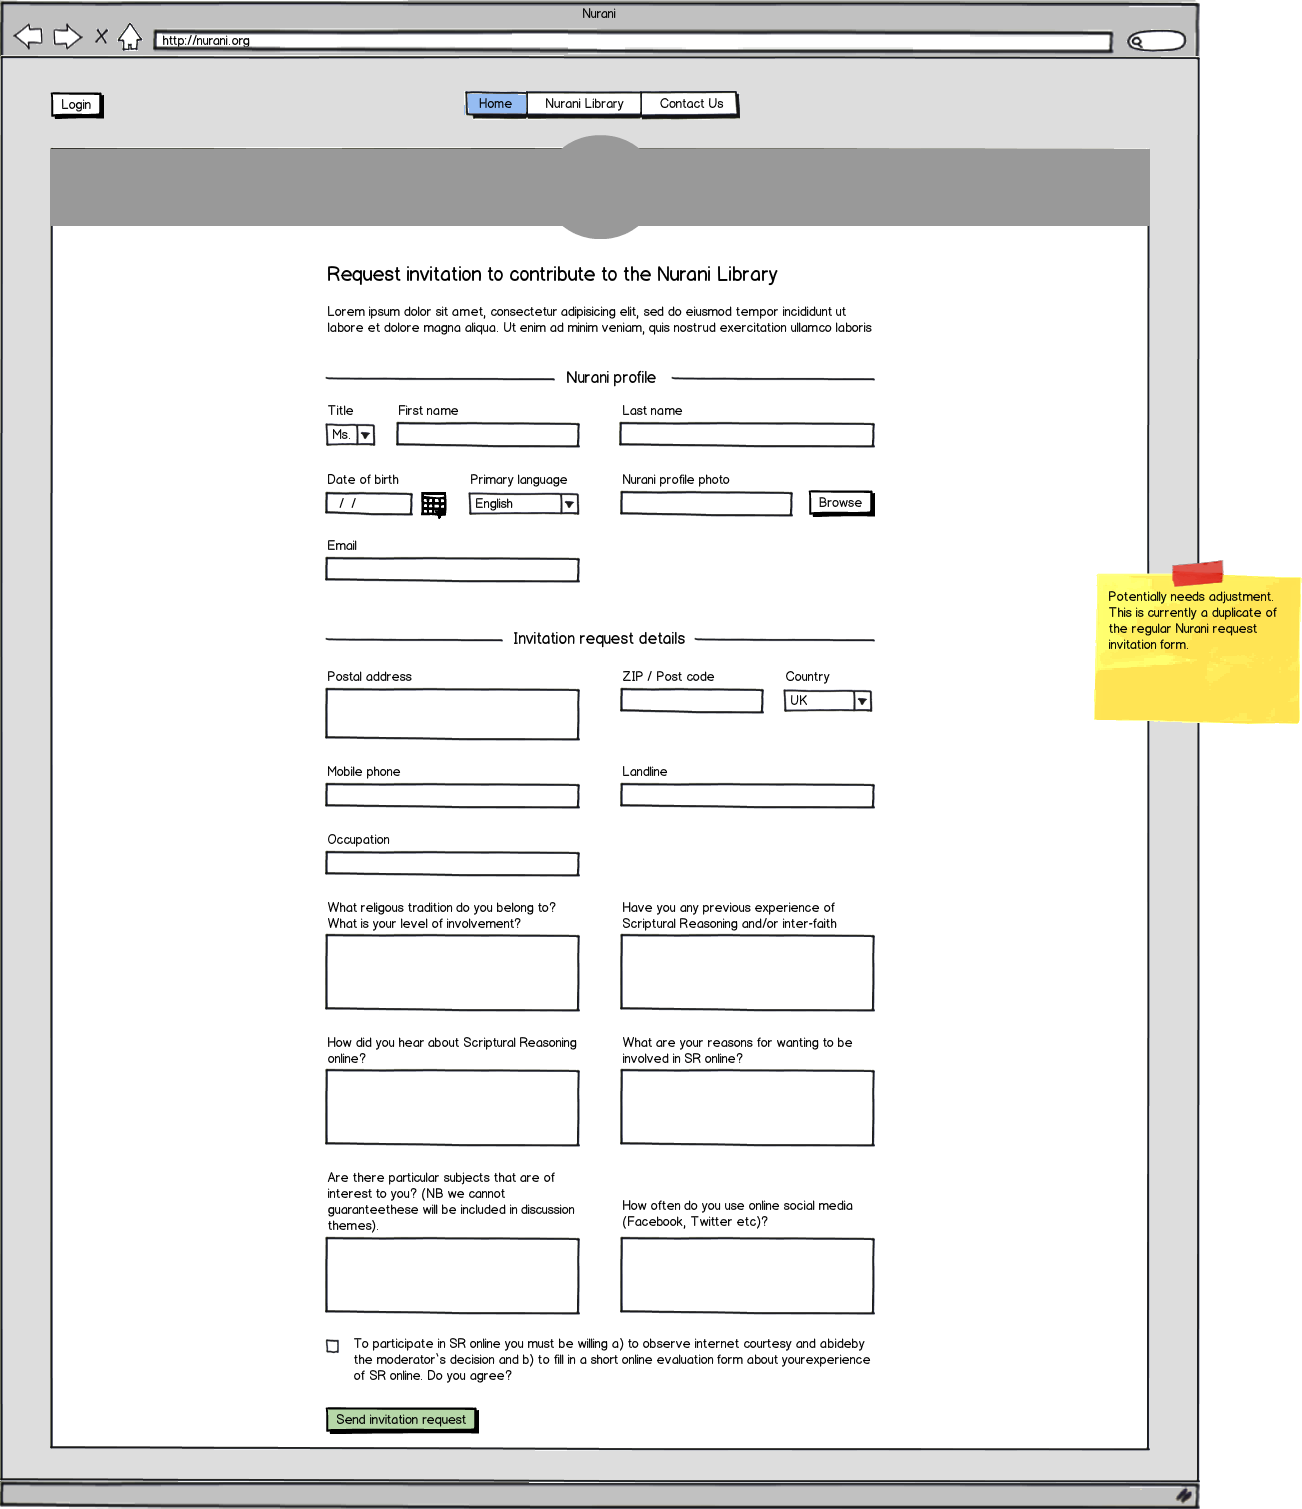 Nurani
http://nurani.org
Login
Home
Nurani Library
Contact Us
Request invitation to contribute to the Nurani Library
Lorem ipsum dolor sit amet, consectetur adipisicing elit, sed do eiusmod tempor incididunt ut
labore et dolore magna aliqua. Ut enim ad minim veniam, quis nostrud exercitation ullamco laboris
Nurani profile
Title
First name
Last name
Ms.
Date of birth
Primary language
Nurani profile photo
/ /
English
Browse
Email
Potentially needs adjustment.
This is currently a duplicate of
the regular Nurani request
invitation form.
Invitation request details
Postal address
ZIP / Post code
Country
UK
Mobile phone
Landline
Occupation
What religous tradition do you belong to?
What is your level of involvement?
Have you any previous experience of
Scriptural Reasoning and/or inter-faith
How did you hear about Scriptural Reasoning
online?
What are your reasons for wanting to be
involved in SR online?
Are there particular subjects that are of
interest to you? (NB we cannot
guaranteethese will be included in discussion
themes).
How often do you use online social media
(Facebook, Twitter etc)?
To participate in SR online you must be willing a) to observe internet courtesy and abideby
the moderator`s decision and b) to fill in a short online evaluation form about yourexperience
of SR online. Do you agree?
Send invitation request